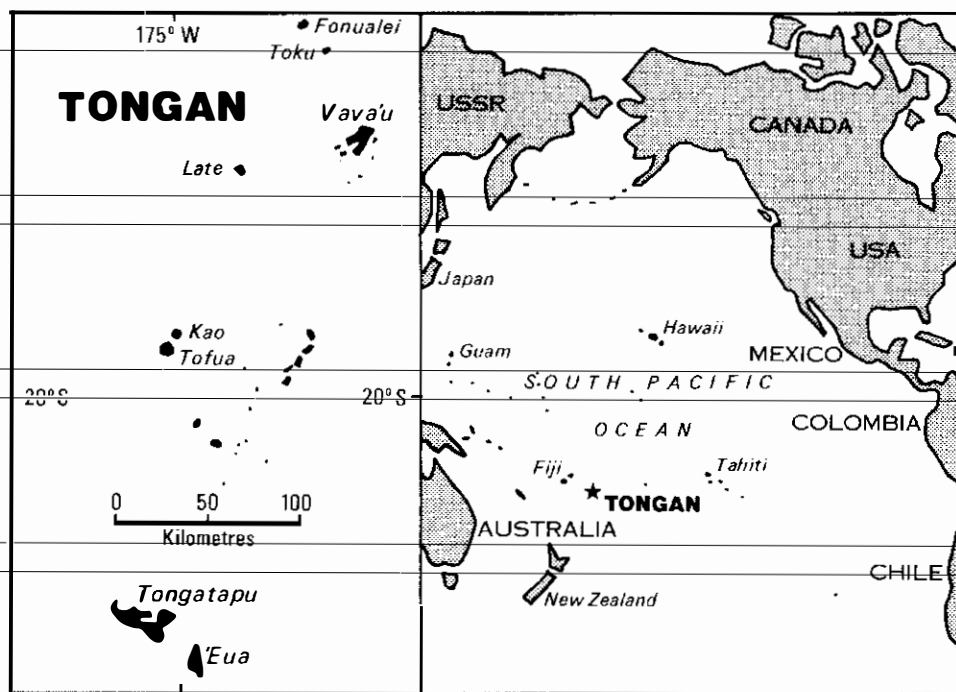 175° W
Fonualei
Toku
TONGAN
Vava'u
Late
Kao
Tofua
20°S
20°S
0 50 100
Kilometres
Tongatapu
'Eua
USSR
CANADA
USA
Japan
Hawaii
Guam
MEXICO
SOUTH PACIFIC
OCEAN
COLOMBIA
Fiji
Tahiti
TONGAN
AUSTRALIA
CHILE
New Zealand